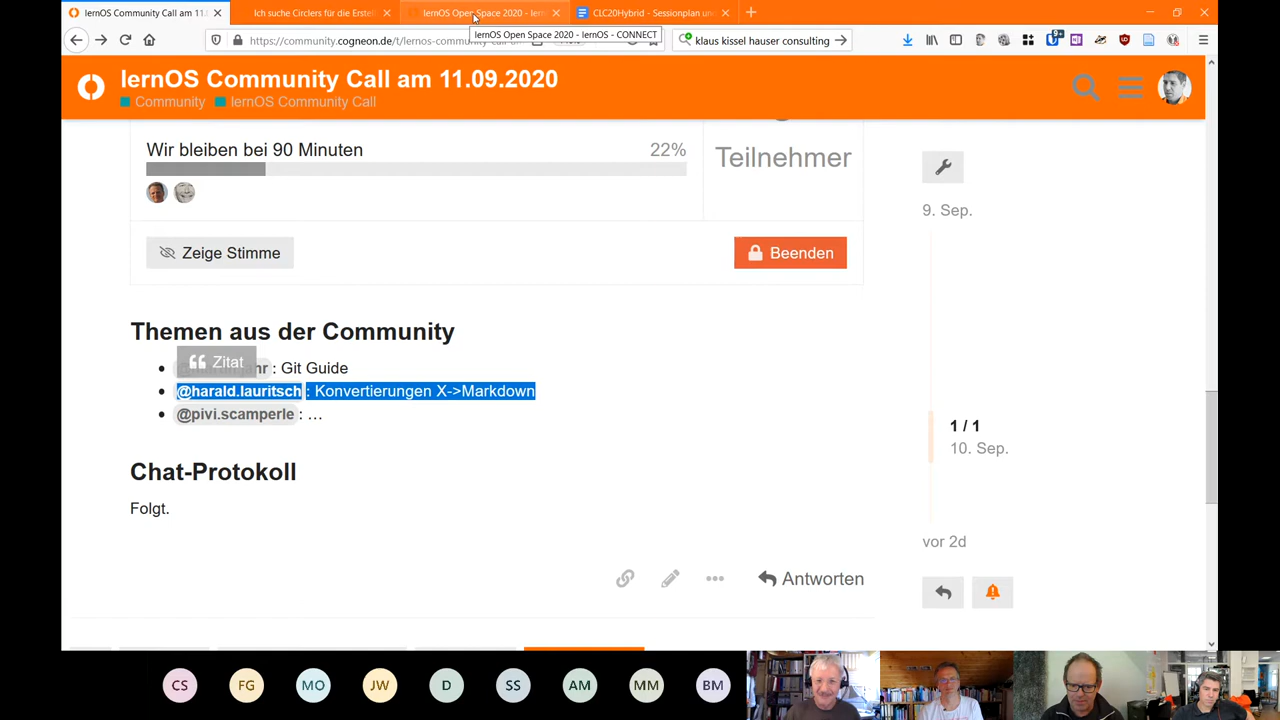 lernOS Community Call am 11.
Ich suche Circlers für die Erstell
lernOS Open Space 2020 - lern
CLC20Hybrid - Sessionplan un
lernOS Open Space 2020 - lernOS - CONNECT
https://community.cogneon.de/t/lernos-community-
klaus kissel hauser consulting
9+
lernOS Community Call am 11.09.2020
Community lernOS Community Call
Wir bleiben bei 90 Minuten 22%
Teilnehmer
Zeige Stimme
Beenden
9. Sep.
1 / 1
10. Sep.
vor 2d
Themen aus der Community
Zitat
: Git Guide
@harald.lauritsch : Konvertierungen X->Markdown
@pivi.scamperle : …
Chat-Protokoll
Folgt.
Antworten
CS FG MO JW D SS AM MM BM